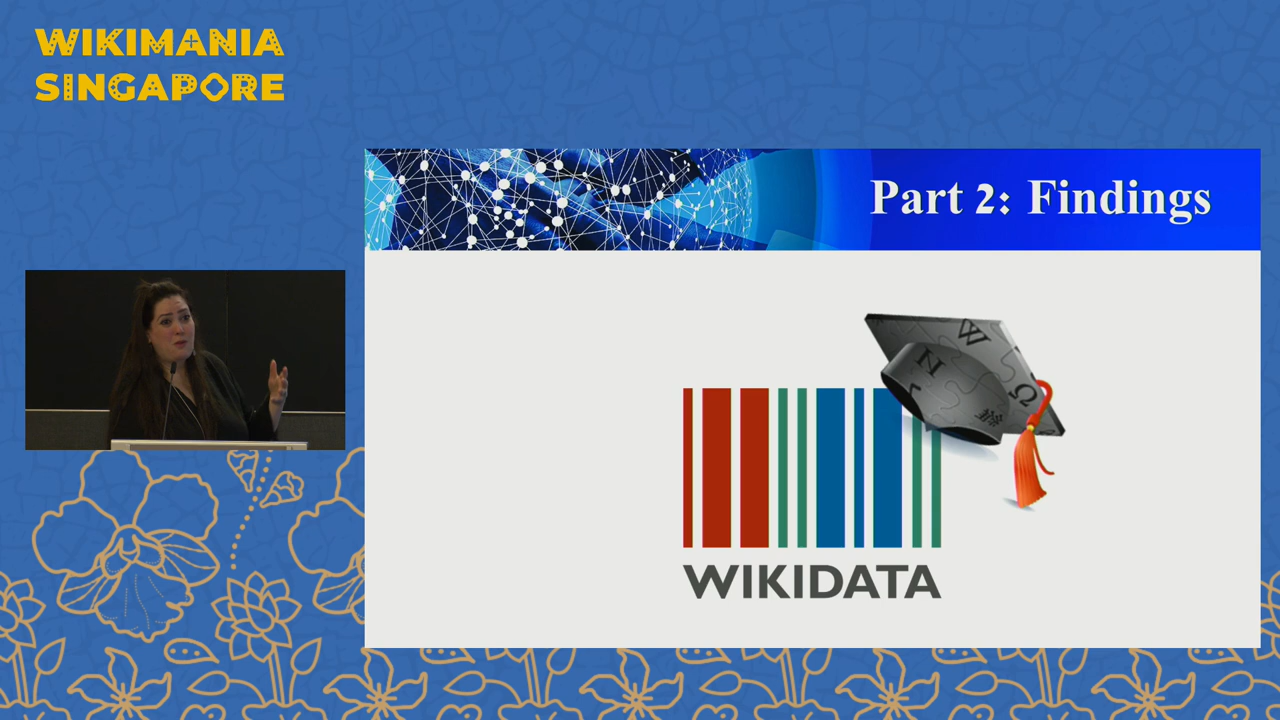 WIKIMANIA
SINGAPORE
Part 2: Findings
W
N
Ω
WIKIDATA